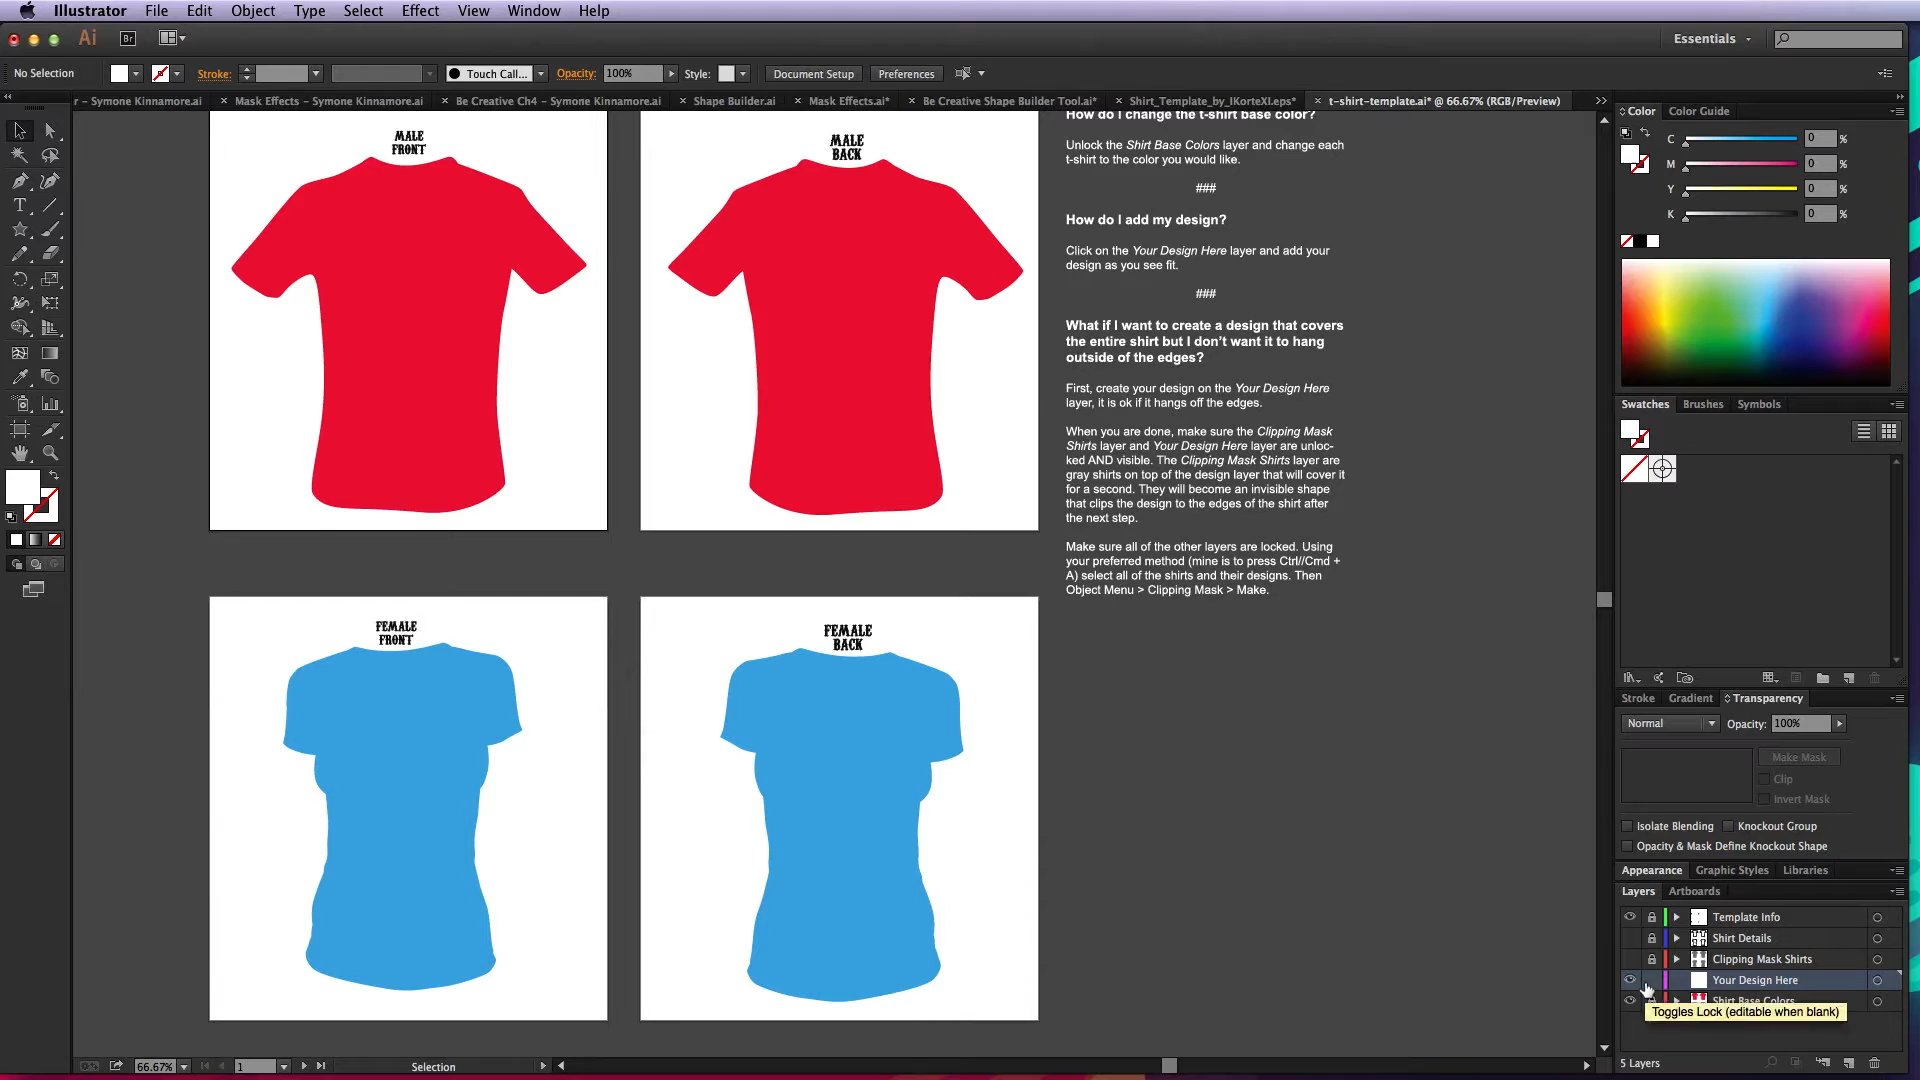 Illustrator File Edit Object Type Select Effect View Window Help
Ai Br Essentials
No Selection Stroke: Touch Call... Opacity: 100% Style: Document Setup Preferences
r – Symone Kinnamore.ai Mask Effects – Symone Kinnamore.ai Be Creative Ch4 – Symone Kinnamore.ai Shape Builder.ai Mask Effects.ai* Be Creative Shape Builder Tool.ai* Shirt_Template_by_IKorteXI.eps* t-shirt-template.ai* @ 66.67% (RGB/Preview)
MALE
FRONT
MALE
BACK
FEMALE
FRONT
FEMALE
BACK
How do I change the t-shirt base color?
Unlock the Shirt Base Colors layer and change each
t-shirt to the color you would like.
###
How do I add my design?
Click on the Your Design Here layer and add your
design as you see fit.
###
What if I want to create a design that covers
the entire shirt but I don't want it to hang
outside of the edges?
First, create your design on the Your Design Here
layer, it is ok if it hangs off the edges.
When you are done, make sure the Clipping Mask
Shirts layer and Your Design Here layer are unloc-
ked AND visible. The Clipping Mask Shirts layer are
gray shirts on top of the design layer that will cover it
for a second. They will become an invisible shape
that clips the design to the edges of the shirt after
the next step.
Make sure all of the other layers are locked. Using
your preferred method (mine is to press Ctrl//Cmd +
A) select all of the shirts and their designs. Then
Object Menu > Clipping Mask > Make.
Color Color Guide
C 0 %
M 0 %
Y 0 %
K 0 %
Swatches Brushes Symbols
Stroke Gradient Transparency
Normal Opacity: 100%
Make Mask
Clip
Invert Mask
Isolate Blending Knockout Group
Opacity & Mask Define Knockout Shape
Appearance Graphic Styles Libraries
Layers Artboards
Template Info
Shirt Details
Clipping Mask Shirts
Your Design Here
Shirt Base Colors
Toggles Lock (editable when blank)
5 Layers
66.67% 1 Selection